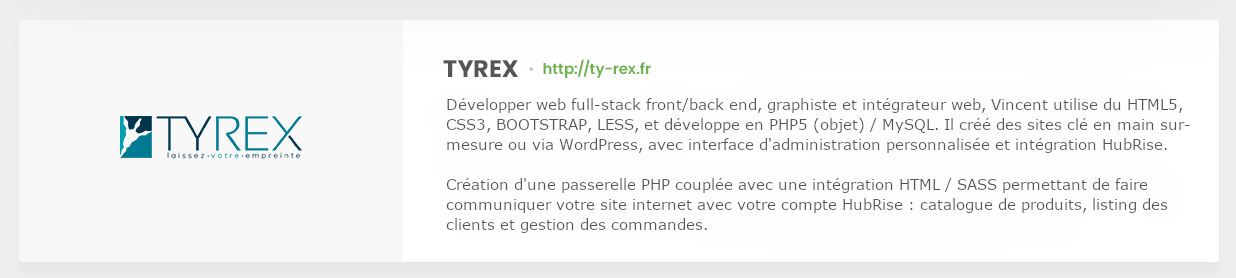 TYREX
laissez·votre·empreinte
TYREX • http://ty-rex.fr
Développer web full-stack front/back end, graphiste et intégrateur web, Vincent utilise du HTML5,
CSS3, BOOTSTRAP, LESS, et développe en PHP5 (objet) / MySQL. Il créé des sites clé en main sur-
mesure ou via WordPress, avec interface d'administration personnalisée et intégration HubRise.
Création d'une passerelle PHP couplée avec une intégration HTML / SASS permettant de faire
communiquer votre site internet avec votre compte HubRise : catalogue de produits, listing des
clients et gestion des commandes.